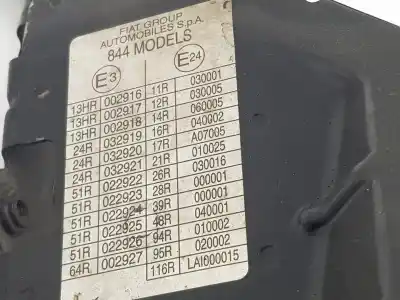 FIAT GROUP
AUTOMOBILES S.p.A.
844 MODELS
E3 E24
13HR 002916 11R 030001
13HR 002917 12R 030005
13HR 002918 14R 060005
24R 032919 16R 040002
24R 032920 17R A07005
24R 032921 21R 010025
51R 022922 26R 030016
51R 022923 28R 000001
51R 022924 39R 000001
51R 022925 48R 040001
51R 022926 94R 010002
64R 002927 95R 020002
116R LAI000015